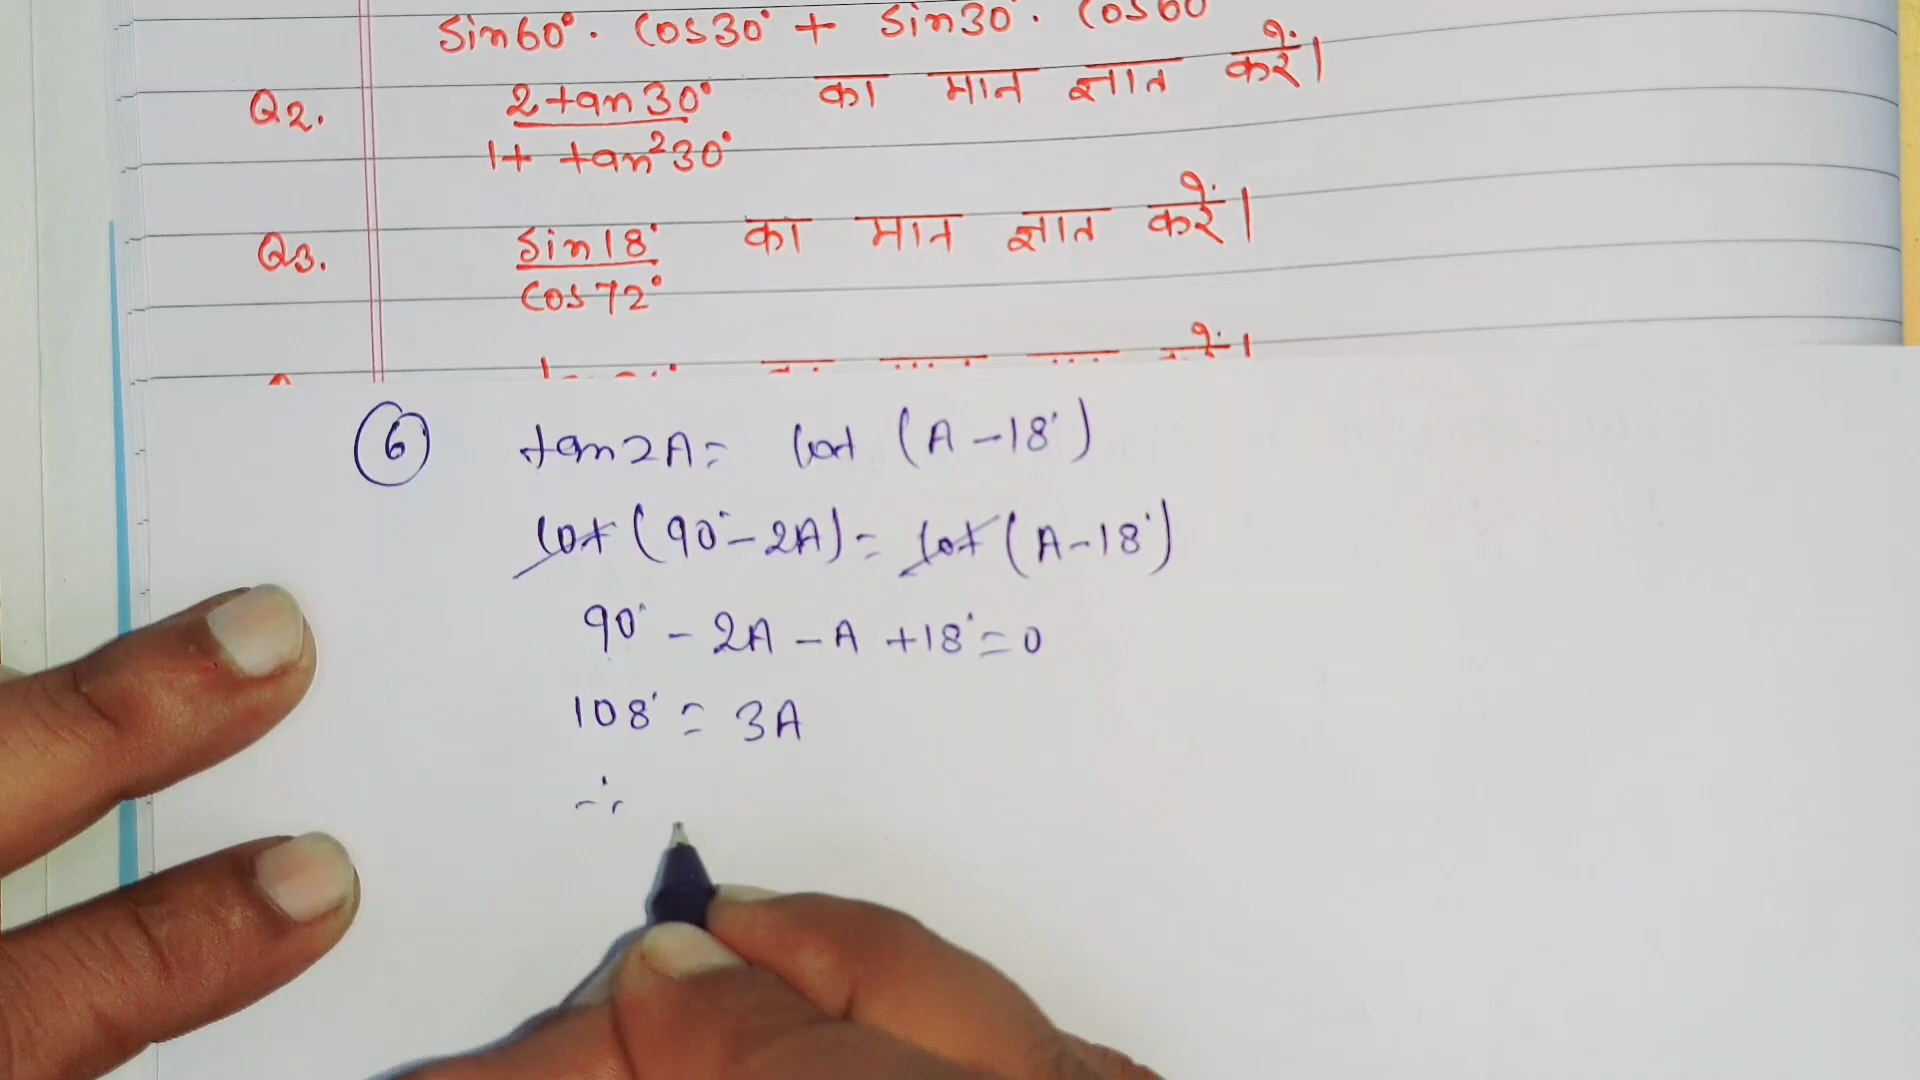 sin60°. cos30° + sin30°. cos60
Q2. 2tan30° / 1+ tan²30° का मान ज्ञात करें।
Q3. sin18° / cos72° का मान ज्ञात करें।
⑥ tan2A = cot (A-18°)
cot (90°-2A) = cot (A-18°)
90° - 2A - A +18° = 0
108° = 3A
∴